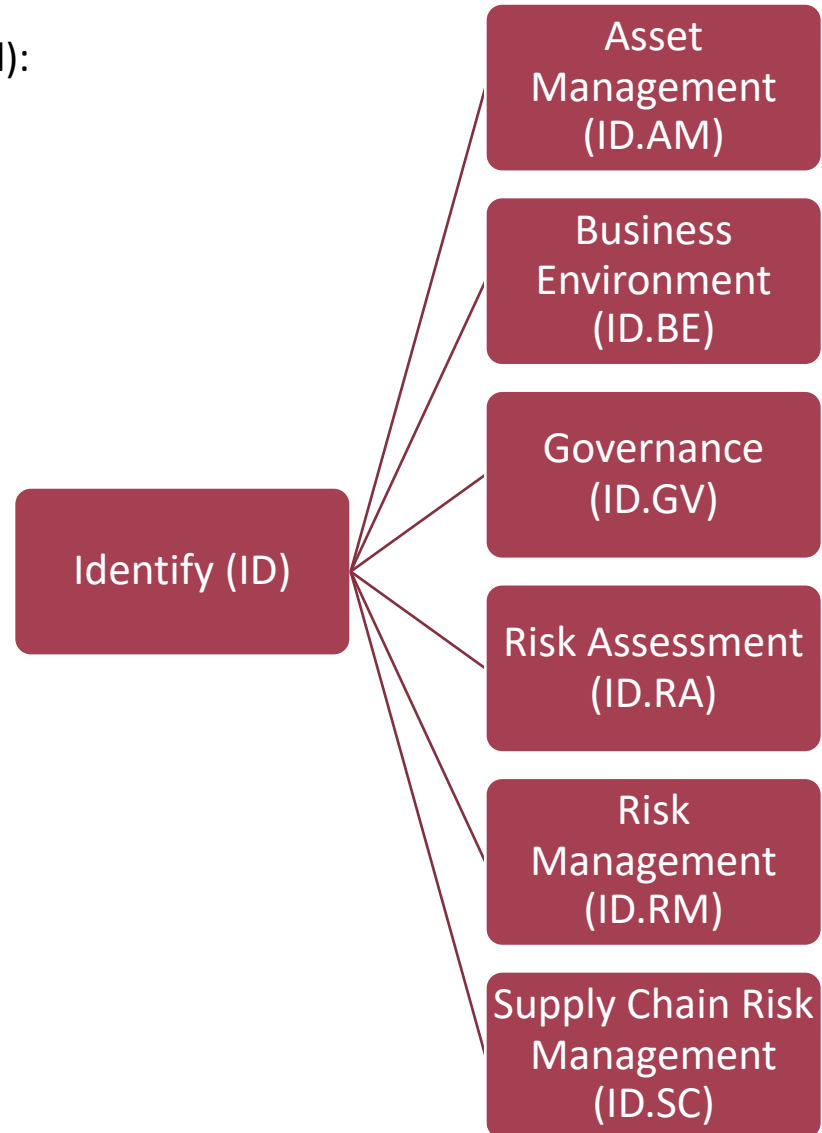 ):
Asset
Management
(ID.AM)
Business
Environment
(ID.BE)
Governance
(ID.GV)
Identify (ID)
Risk Assessment
(ID.RA)
Risk
Management
(ID.RM)
Supply Chain Risk
Management
(ID.SC)